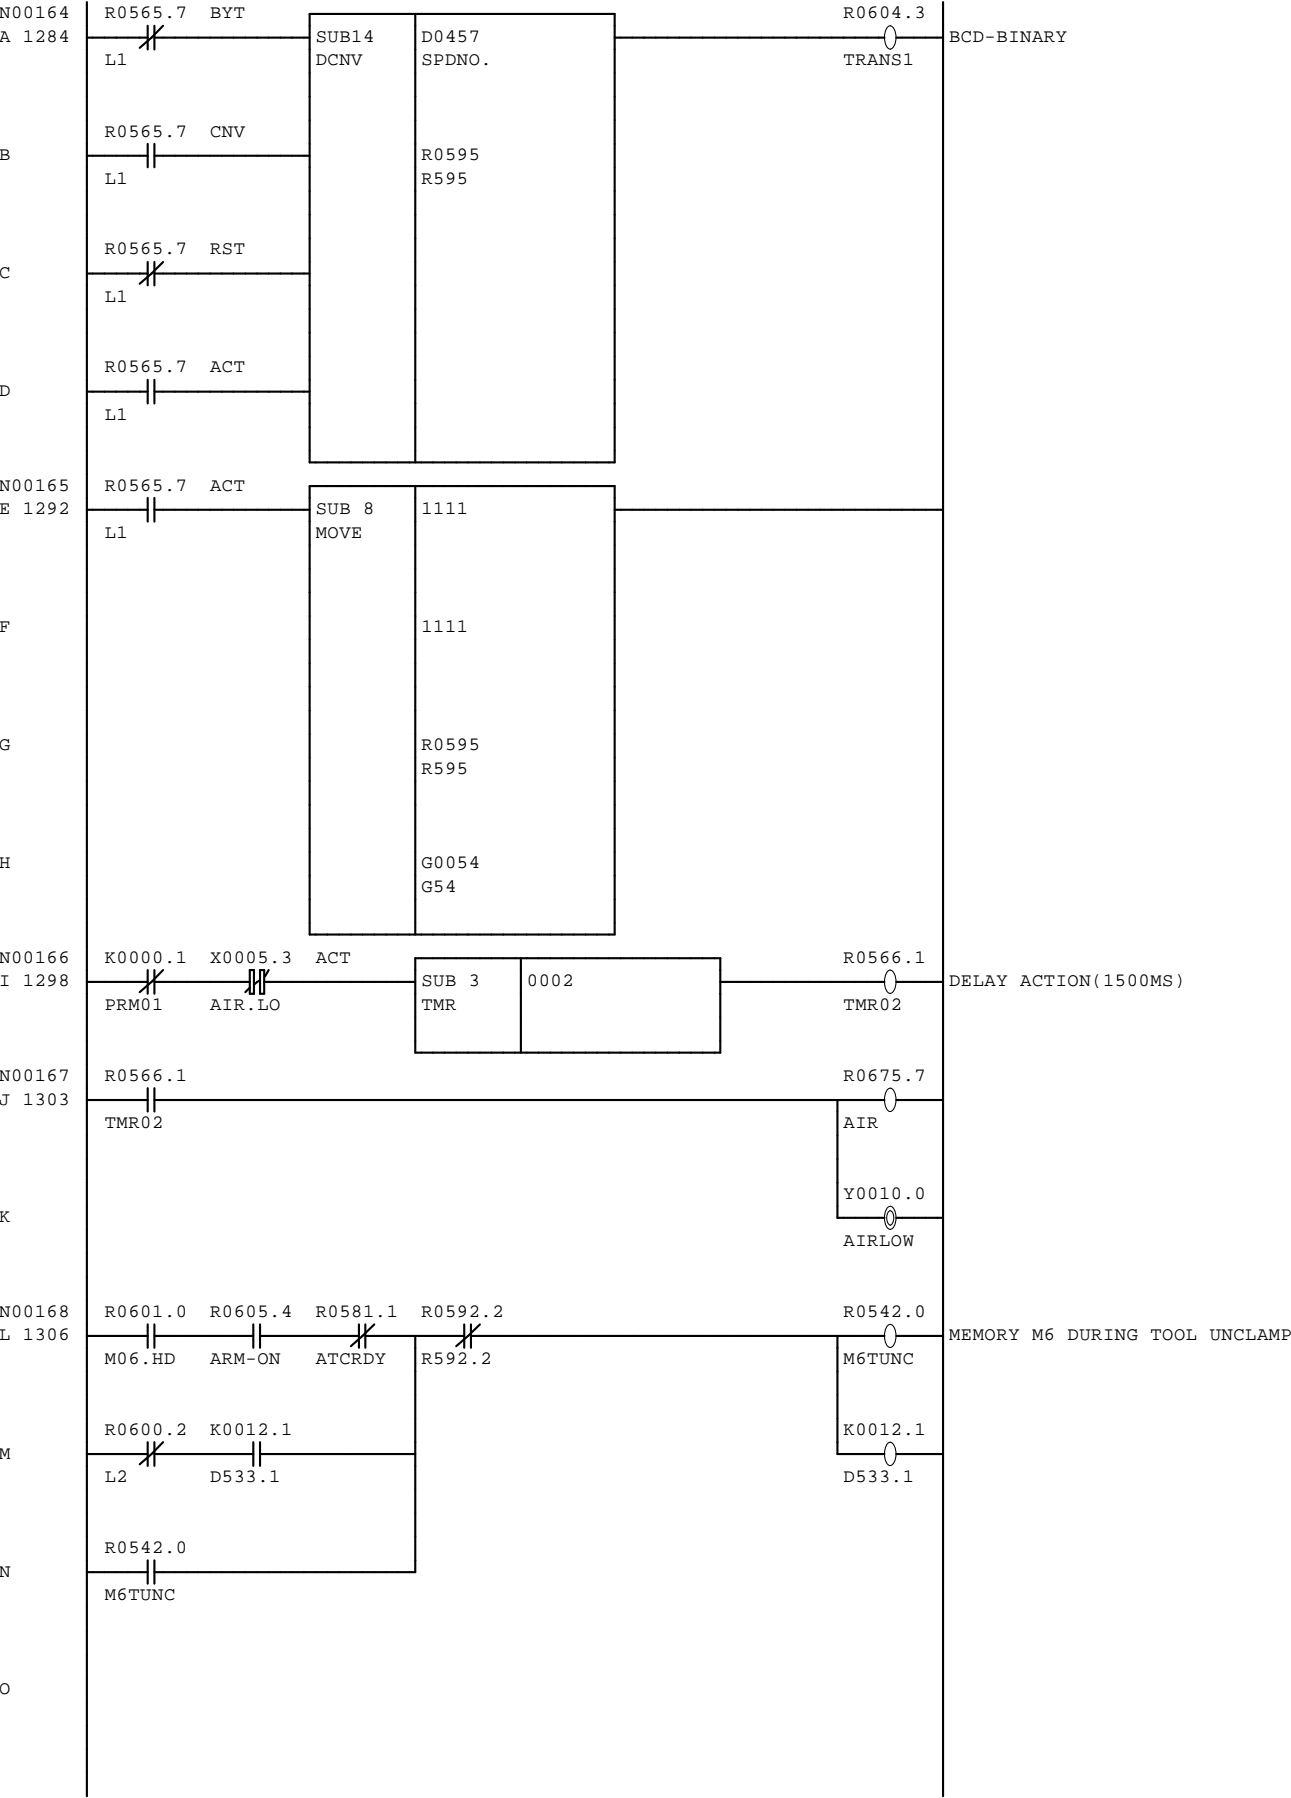 N00164 R0565.7 BYT R0604.3
A 1284 SUB14 D0457 BCD-BINARY
L1 DCNV SPDNO. TRANS1
R0565.7 CNV
B R0595
L1 R595
R0565.7 RST
C
L1
R0565.7 ACT
D
L1
N00165 R0565.7 ACT
E 1292 SUB 8 1111
L1 MOVE
F 1111
G R0595
R595
H G0054
G54
N00166 K0000.1 X0005.3 ACT R0566.1
I 1298 SUB 3 0002 DELAY ACTION(1500MS)
PRM01 AIR.LO TMR TMR02
N00167 R0566.1 R0675.7
J 1303
TMR02 AIR
Y0010.0
K
AIRLOW
N00168 R0601.0 R0605.4 R0581.1 R0592.2 R0542.0
L 1306 MEMORY M6 DURING TOOL UNCLAMP
M06.HD ARM-ON ATCRDY R592.2 M6TUNC
R0600.2 K0012.1 K0012.1
M
L2 D533.1 D533.1
R0542.0
N
M6TUNC
O